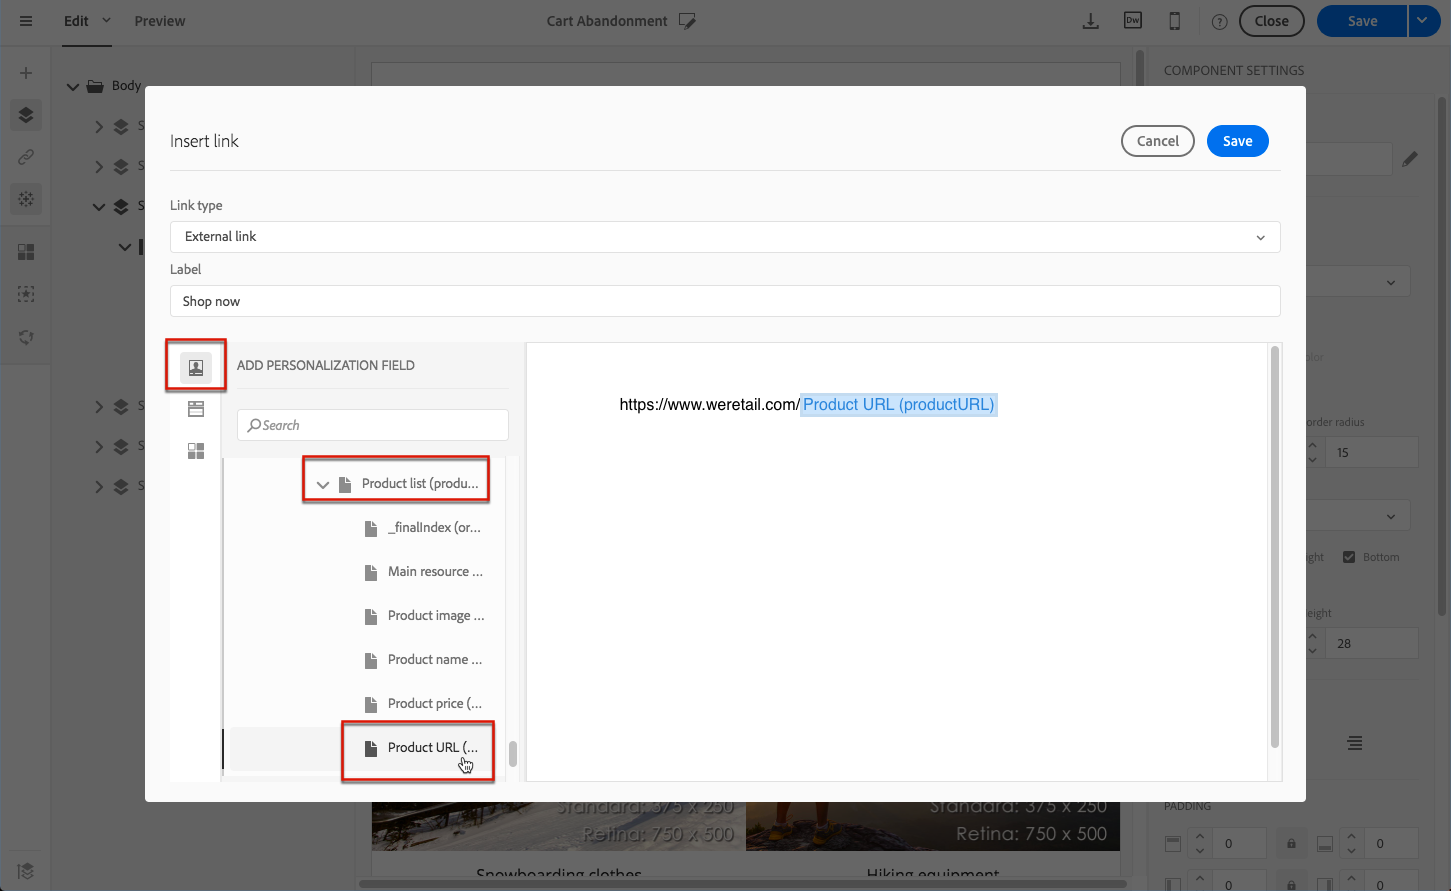 Edit
Preview
Cart Abandonment
Dw
?
Close
Save
COMPONENT SETTINGS
Body
S
S
S
Insert link
Cancel
Save
Link type
External link
Label
Shop now
ADD PERSONALIZATION FIELD
Search
https://www.weretail.com/ Product URL (productURL)
Product list (produ...
_finalIndex (or...
Main resource ...
Product image ...
Product name ...
Product price (...
Product URL (...
S
S
S
olor
order radius
15
ght
Bottom
eight
28
PADDING
0
0
0
0
Standard: 375 x 250
Retina: 750 x 500
Standard: 375 x 250
Retina: 750 x 500
Snowboarding clothes
Hiking equipment